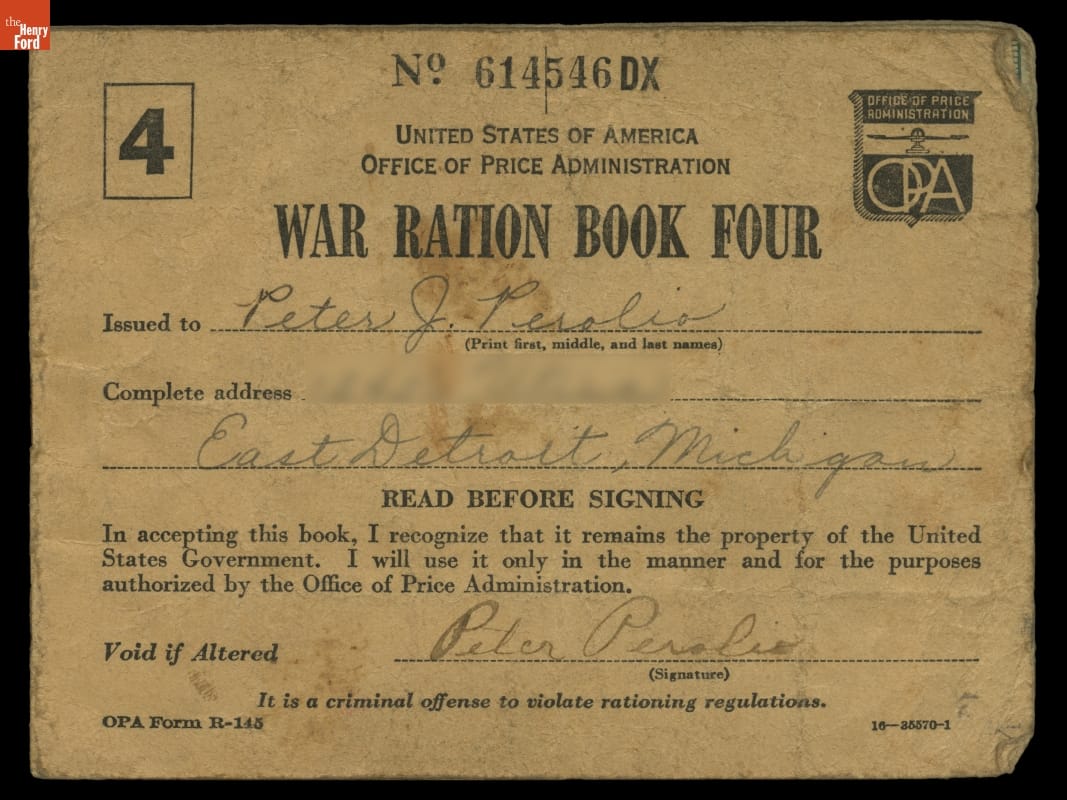 the
Henry
Ford
4
No 614546 DX
UNITED STATES OF AMERICA
OFFICE OF PRICE ADMINISTRATION
OFFICE OF PRICE
ADMINISTRATION
OPA
WAR RATION BOOK FOUR
Issued to Peter J. Perolio
(Print first, middle, and last names)
Complete address
East Detroit, Michigan
READ BEFORE SIGNING
In accepting this book, I recognize that it remains the property of the United
States Government. I will use it only in the manner and for the purposes
authorized by the Office of Price Administration.
Void if Altered Peter Perolio
(Signature)
It is a criminal offense to violate rationing regulations.
OPA Form R-145 16—35570-1